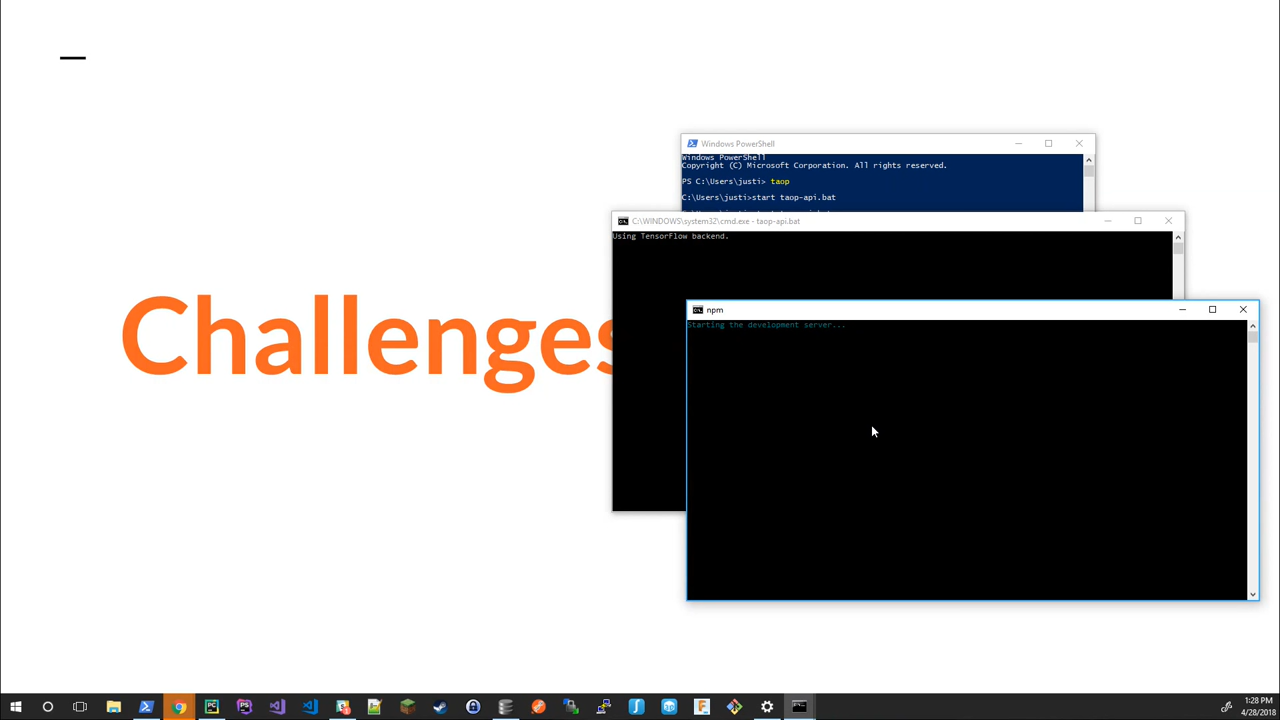 Windows PowerShell
Windows PowerShell
Copyright (C) Microsoft Corporation. All rights reserved.
PS C:\Users\justi> taop
C:\Users\justi>start taop-api.bat
C:\WINDOWS\system32\cmd.exe - taop-api.bat
Using TensorFlow backend.
npm
Starting the development server...
Challenges
1:28 PM
4/28/2018